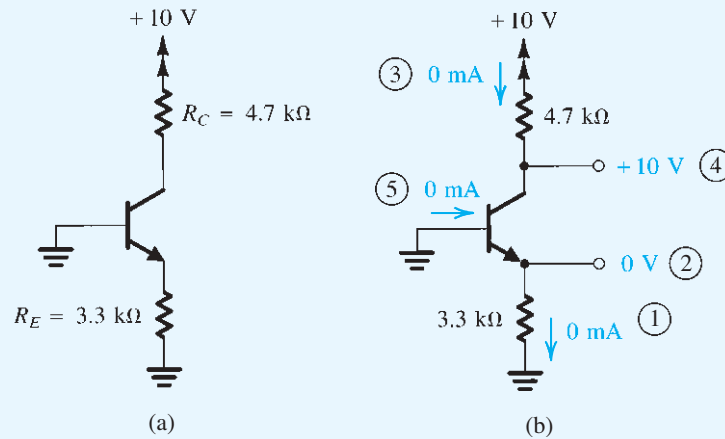 +10 V
R_C = 4.7 kΩ
R_E = 3.3 kΩ
(a)
+10 V
③ 0 mA
4.7 kΩ
+10 V ④
⑤ 0 mA
0 V ②
3.3 kΩ
①
0 mA
(b)